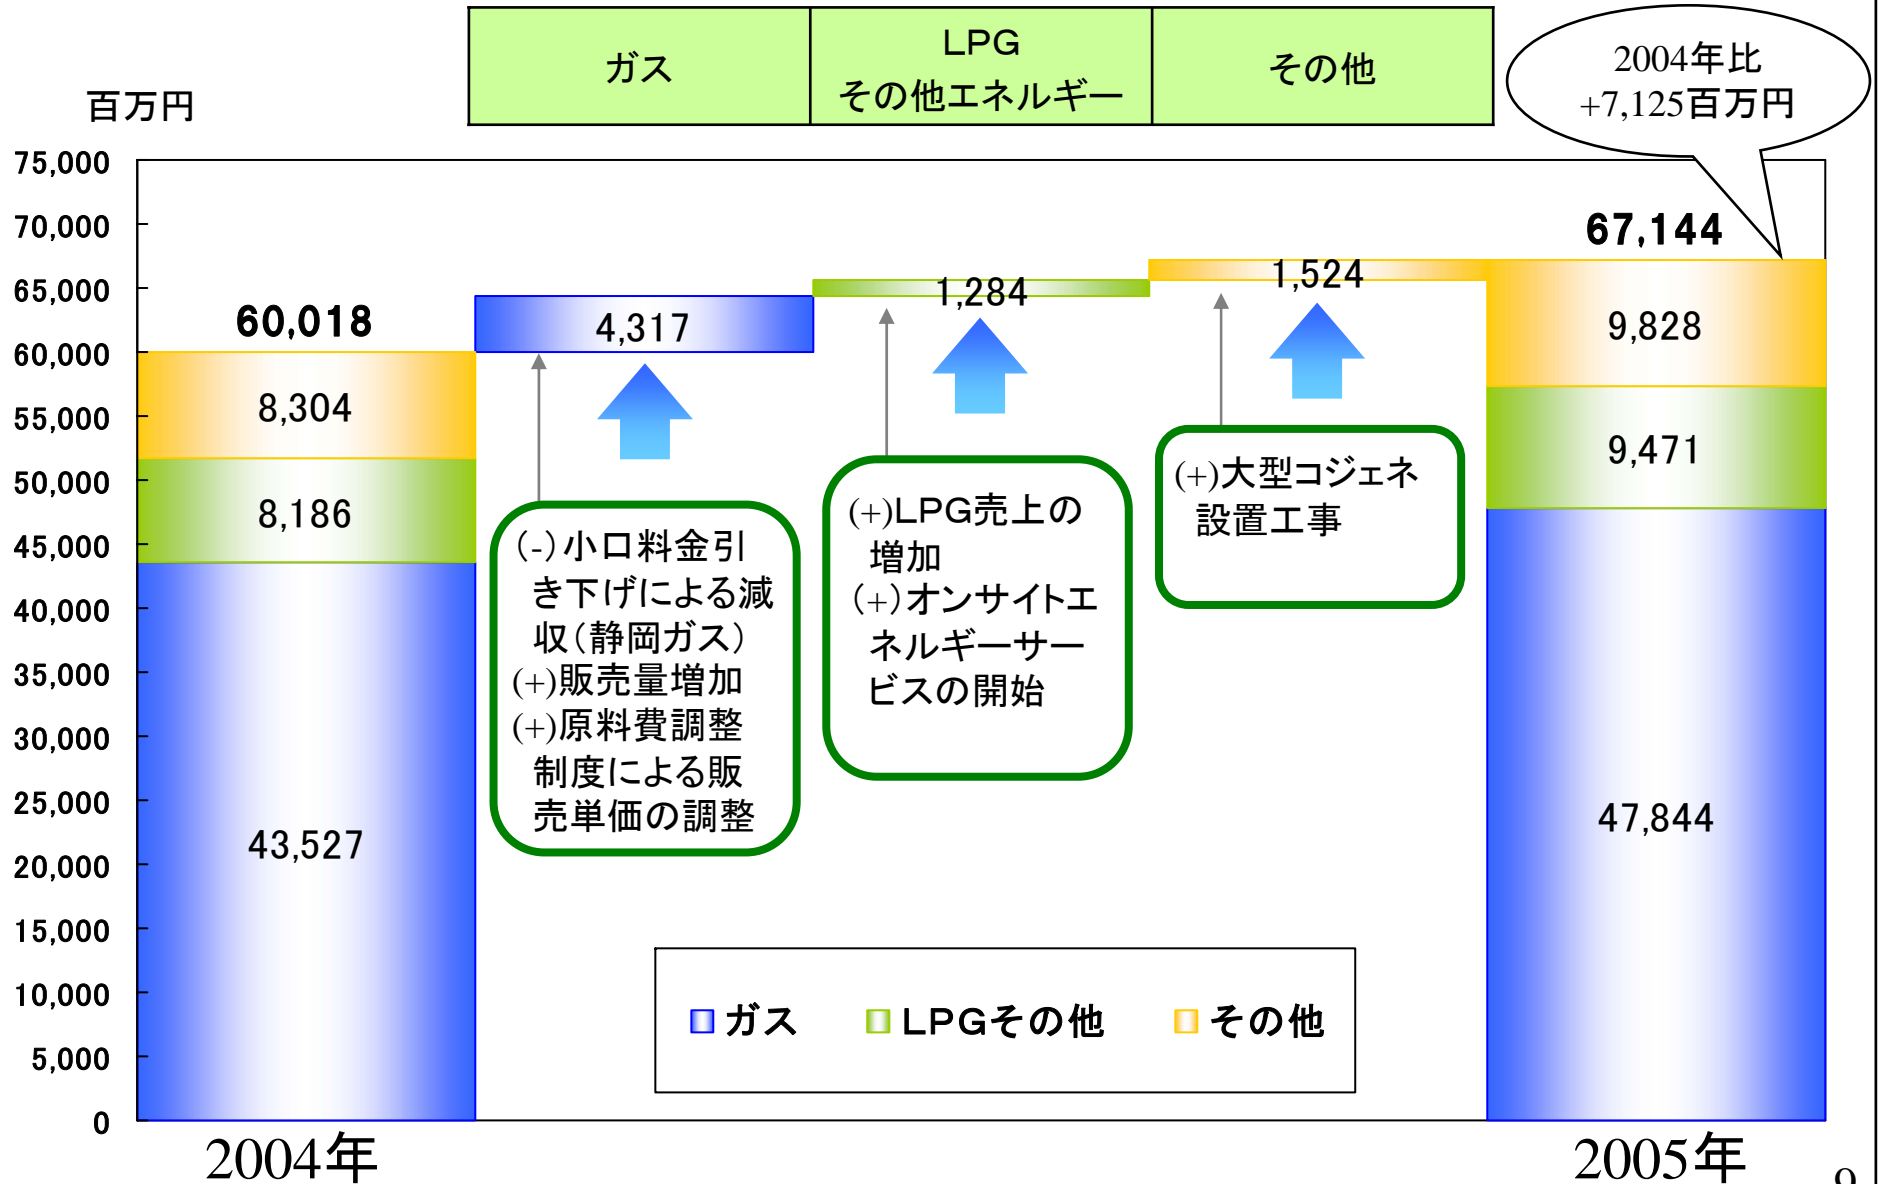 ガス
LPG
その他エネルギー
その他
2004年比
+7,125百万円
百万円
75,000
70,000
65,000
60,000
55,000
50,000
45,000
40,000
35,000
30,000
25,000
20,000
15,000
10,000
5,000
0
60,018
8,304
8,186
43,527
4,317
1,284
1,524
67,144
9,828
9,471
47,844
(-)小口料金引
き下げによる減
収(静岡ガス)
(+)販売量増加
(+)原料費調整
制度による販
売単価の調整
(+)LPG売上の
増加
(+)オンサイトエ
ネルギーサー
ビスの開始
(+)大型コジェネ
設置工事
ガス
LPGその他
その他
2004年
2005年
9